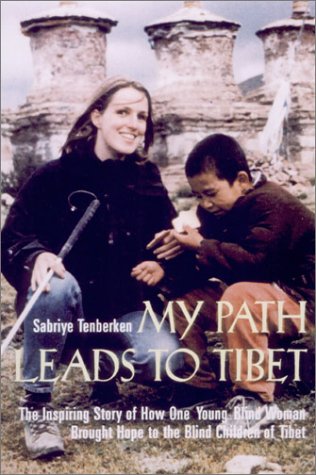 Sabriye Tenberken MY PATH
LEADS TO TIBET
The Inspiring Story of How One Young Blind Woman
Brought Hope to the Blind Children of Tibet